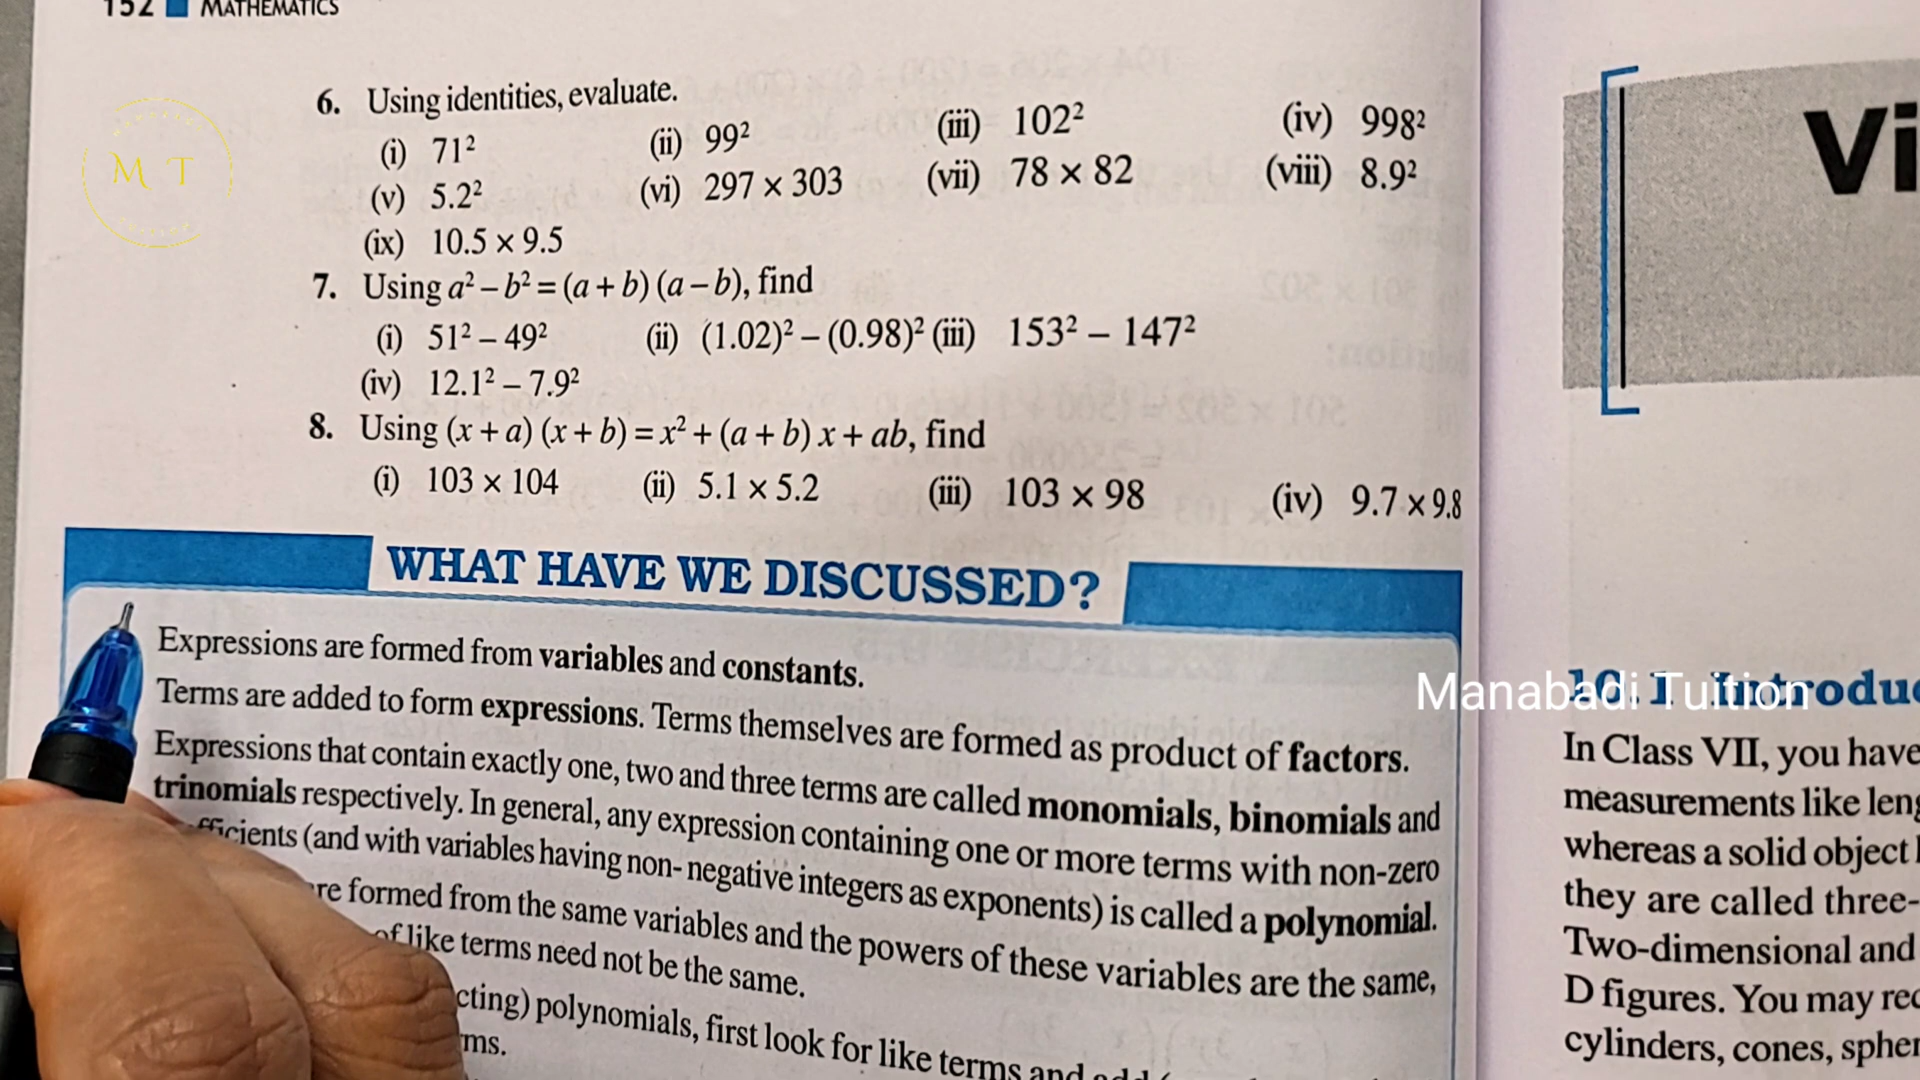 152 MATHEMATICS
6. Using identities, evaluate.
(i) 71² (ii) 99² (iii) 102² (iv) 998²
(v) 5.2² (vi) 297 × 303 (vii) 78 × 82 (viii) 8.9²
(ix) 10.5 × 9.5
7. Using a² – b² = (a + b) (a – b), find
(i) 51² – 49² (ii) (1.02)² – (0.98)² (iii) 153² – 147²
(iv) 12.1² – 7.9²
8. Using (x + a) (x + b) = x² + (a + b) x + ab, find
(i) 103 × 104 (ii) 5.1 × 5.2 (iii) 103 × 98 (iv) 9.7 × 9.8
WHAT HAVE WE DISCUSSED?
Expressions are formed from variables and constants.
Terms are added to form expressions. Terms themselves are formed as product of factors.
Expressions that contain exactly one, two and three terms are called monomials, binomials and
trinomials respectively. In general, any expression containing one or more terms with non-zero
fficients (and with variables having non- negative integers as exponents) is called a polynomial.
re formed from the same variables and the powers of these variables are the same,
of like terms need not be the same.
cting) polynomials, first look for like terms and add
ms.
M T
Manabadi Tuition
Vi
10.1 Introduc
In Class VII, you have
measurements like leng
whereas a solid object
they are called three-
Two-dimensional and
D figures. You may rec
cylinders, cones, spher